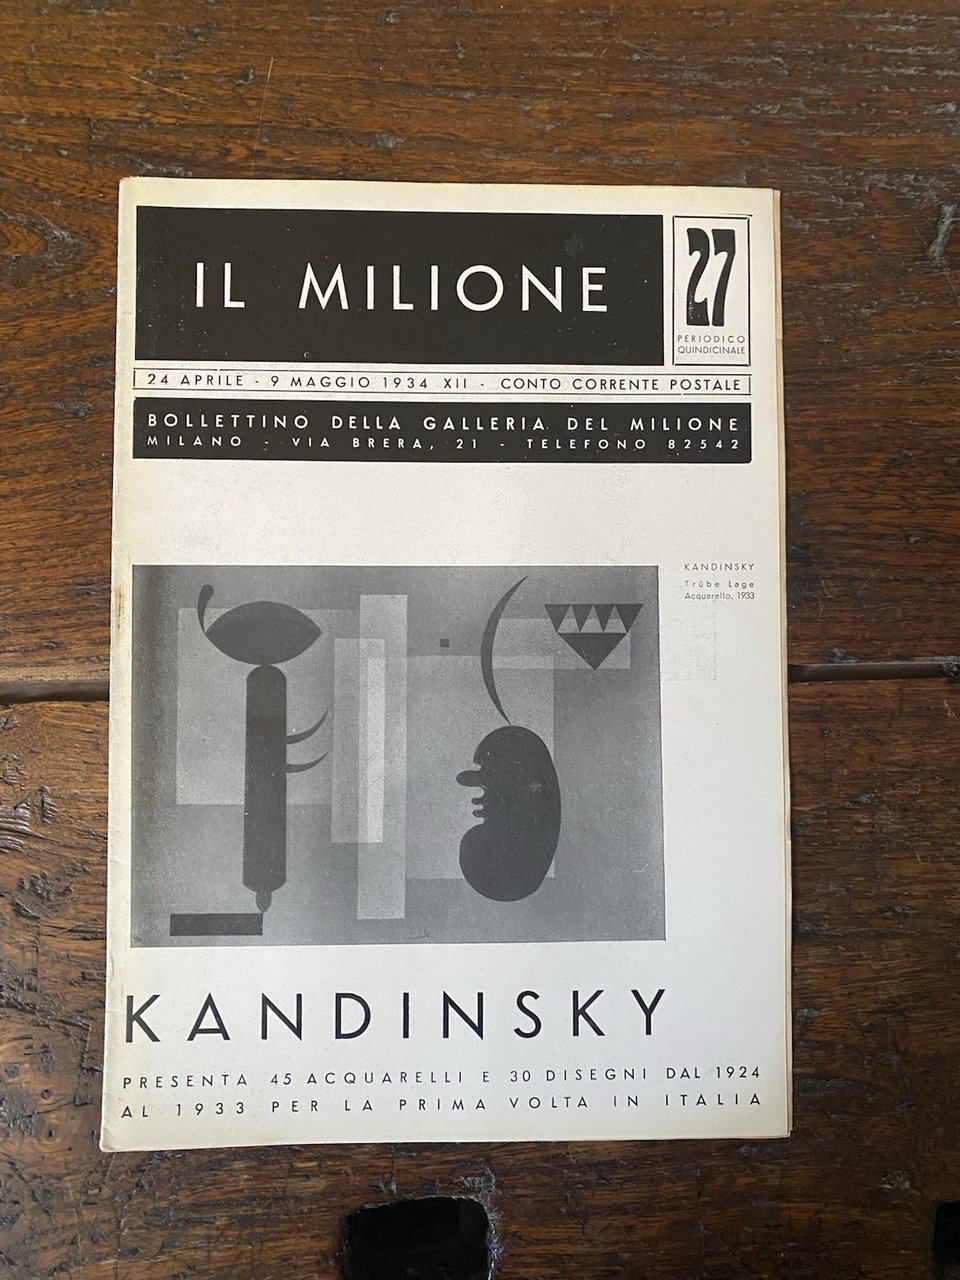 IL MILIONE
27
PERIODICO
QUINDICINALE
24 APRILE - 9 MAGGIO 1934 XII - CONTO CORRENTE POSTALE
BOLLETTINO DELLA GALLERIA DEL MILIONE
MILANO - VIA BRERA, 21 - TELEFONO 82542
KANDINSKY
Trübe Lage
Acquarello, 1933
KANDINSKY
PRESENTA 45 ACQUARELLI E 30 DISEGNI DAL 1924
AL 1933 PER LA PRIMA VOLTA IN ITALIA